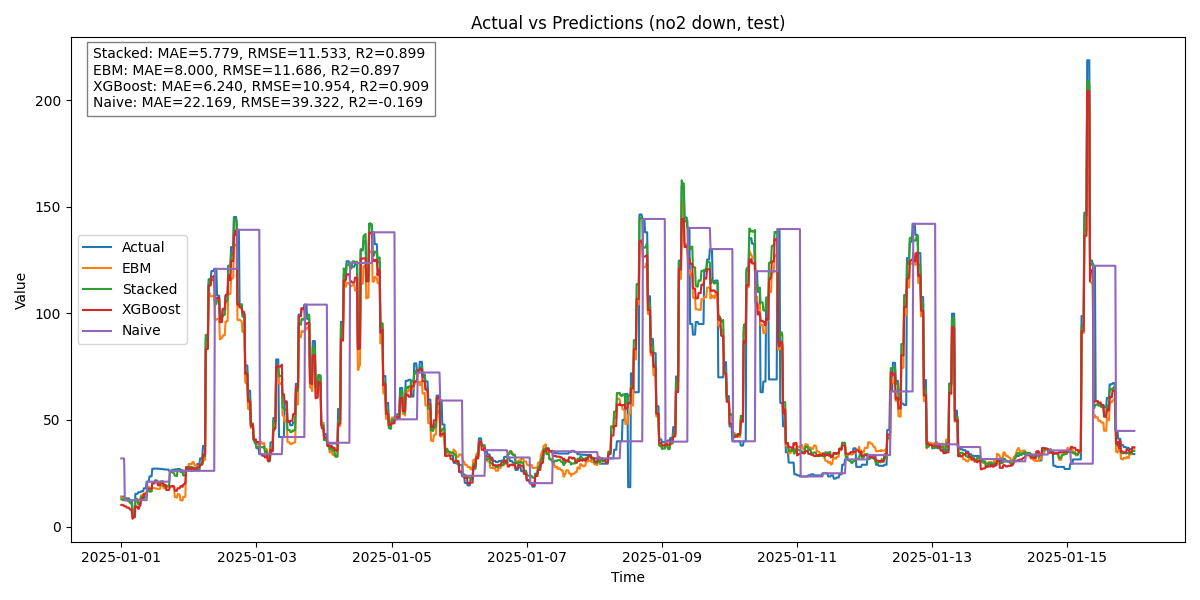 Actual vs Predictions (no2 down, test)
Stacked: MAE=5.779, RMSE=11.533, R2=0.899
EBM: MAE=8.000, RMSE=11.686, R2=0.897
XGBoost: MAE=6.240, RMSE=10.954, R2=0.909
Naive: MAE=22.169, RMSE=39.322, R2=-0.169
Value
200
150
100
50
0
Actual
EBM
Stacked
XGBoost
Naive
2025-01-01 2025-01-03 2025-01-05 2025-01-07 2025-01-09 2025-01-11 2025-01-13 2025-01-15
Time